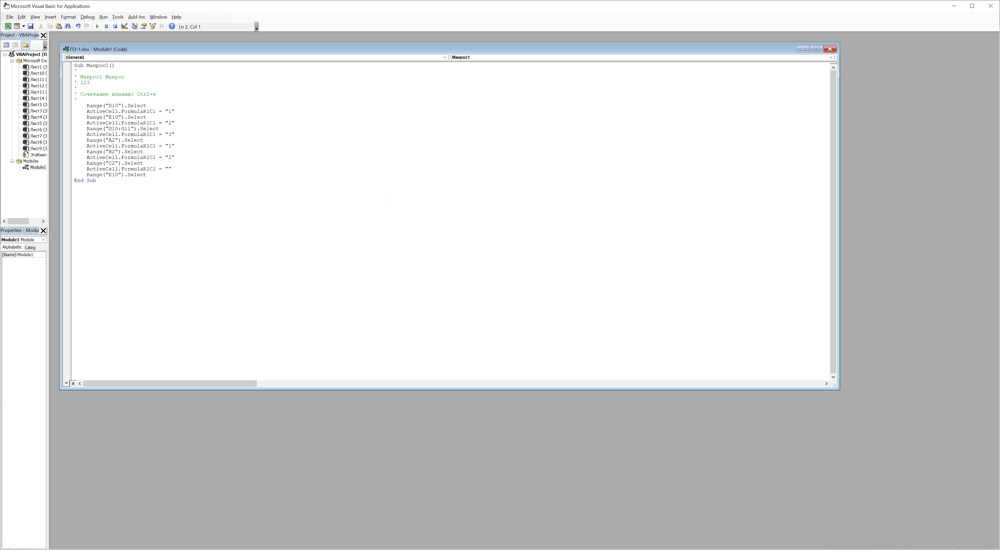 Microsoft Visual Basic for Applications
File Edit View Insert Format Debug Run Tools Add-Ins Window Help
Ln 2, Col 1
Project - VBAProje
VBAProject (П
Microsoft Exc
Лист1 (З
Лист10 (
Лист11 (
Лист12 (
Лист13 (
Лист14 (
Лист2 (З
Лист3 (З
Лист4 (З
Лист5 (З
Лист6 (З
Лист7 (З
Лист8 (З
Лист9 (З
ЭтаКнига
Modules
Module1
Properties - Modul
Module1 Module
Alphabetic Categ
(Name) Module1
ПЗ-1.xlsx - Module1 (Code)
(General) Макрос1
Sub Макрос1()
'
' Макрос1 Макрос
' 123
'
' Сочетание клавиш: Ctrl+я
'
Range("D10").Select
ActiveCell.FormulaR1C1 = "1"
Range("E10").Select
ActiveCell.FormulaR1C1 = "2"
Range("G10:G11").Select
ActiveCell.FormulaR1C1 = "3"
Range("A2").Select
ActiveCell.FormulaR1C1 = "1"
Range("B2").Select
ActiveCell.FormulaR1C1 = "2"
Range("C2").Select
ActiveCell.FormulaR1C1 = ""
Range("R10").Select
End Sub